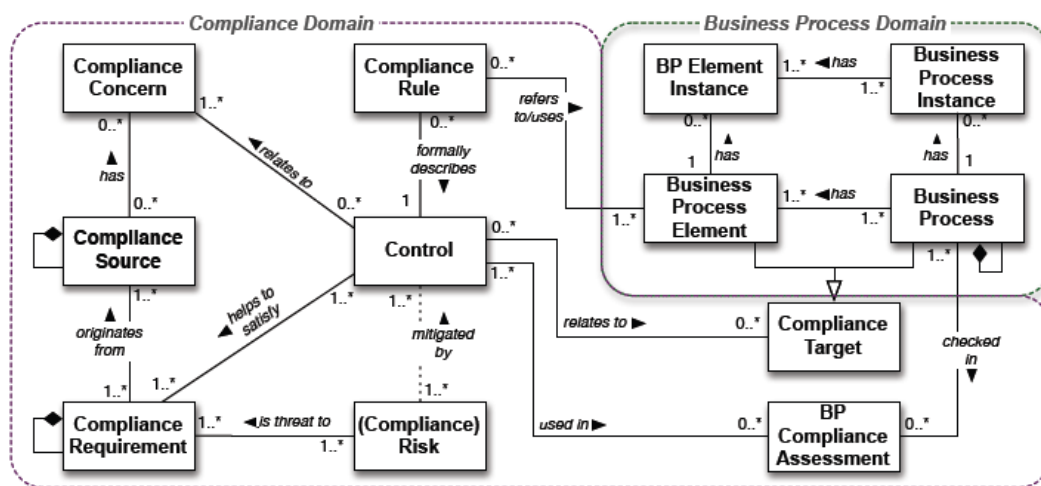 Compliance Domain
Business Process Domain
Compliance
Concern
Compliance
Rule
BP Element
Instance
Business
Process
Instance
0..*
1..*
◄ has
1..*
1..*
1..*
0..*
refers
to/uses ►
0..*
0..*
0..*
▲
has
◄ relates to
formally
describes
▼
▲
has
▲
has
1
1
1
0..*
0..*
Compliance
Source
Control
Business
Process
Element
Business
Process
1..*
◄ has
1..*
1..*
0..*
1..*
1..*
1..*
1..*
1..*
▲
originates
from
◄ helps to
satisfy
▲
mitigated
by
relates to ►
0..*
Compliance
Target
checked
in
▼
1..*
1..*
1..*
Compliance
Requirement
1..*
◄ is threat to
1..*
(Compliance)
Risk
used in ►
0..*
BP
Compliance
Assessment
0..*